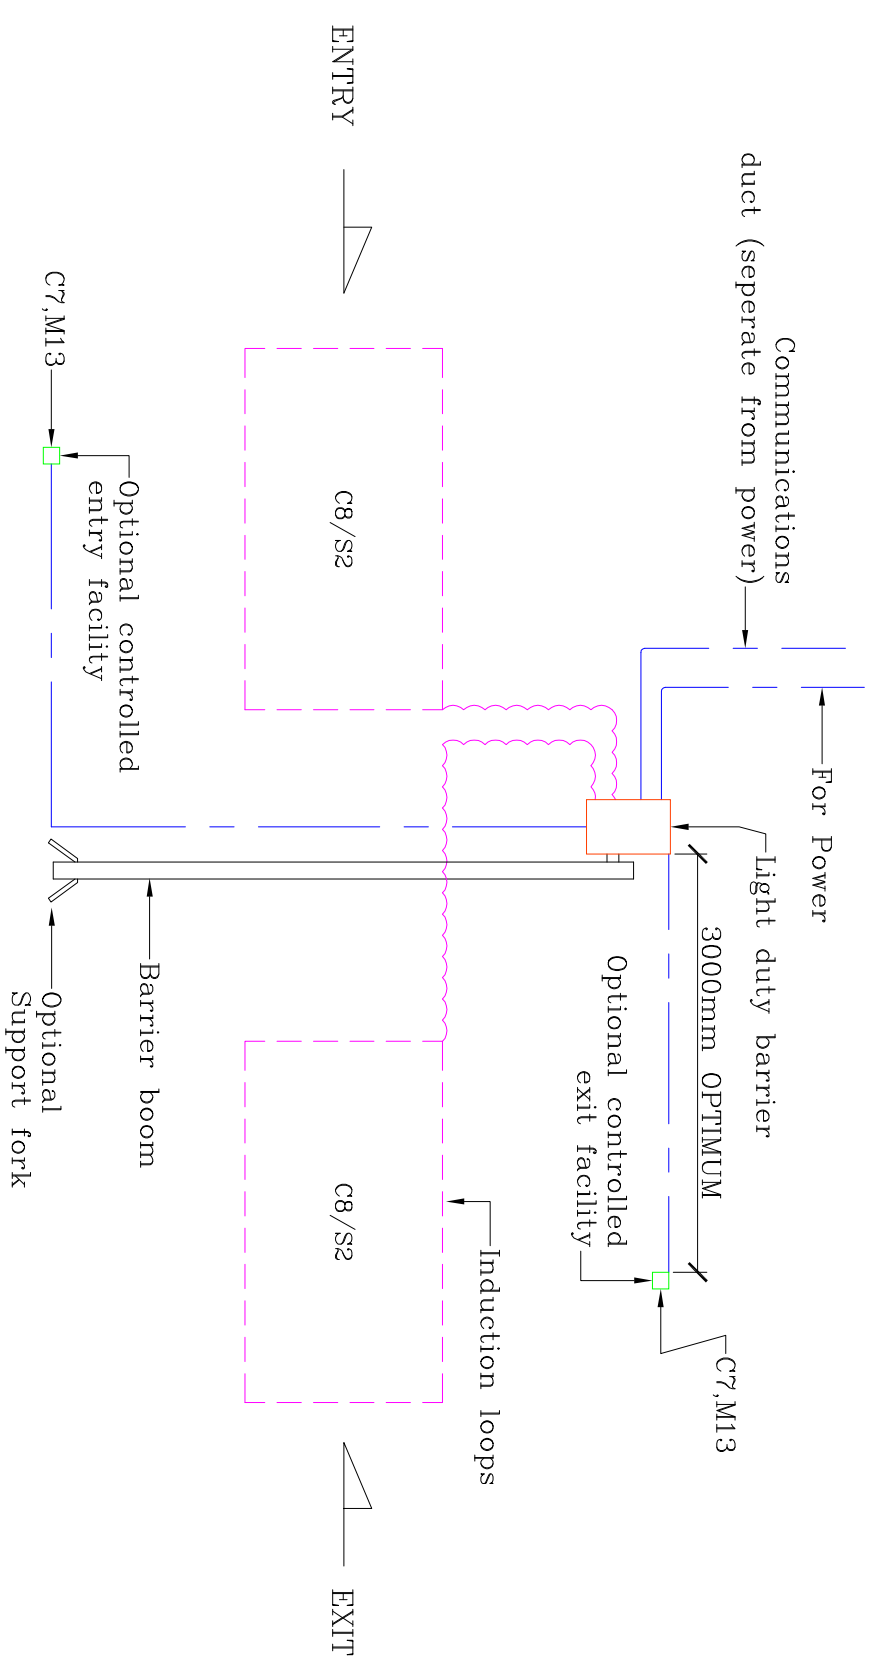 For Power
Communications
duct (seperate from power)
Light duty barrier
3000mm OPTIMUM
C7,M13
Optional controlled
exit facility
Induction loops
ENTRY
C8/S2
C8/S2
EXIT
C7,M13
Optional controlled
entry facility
Barrier boom
Optional
Support fork